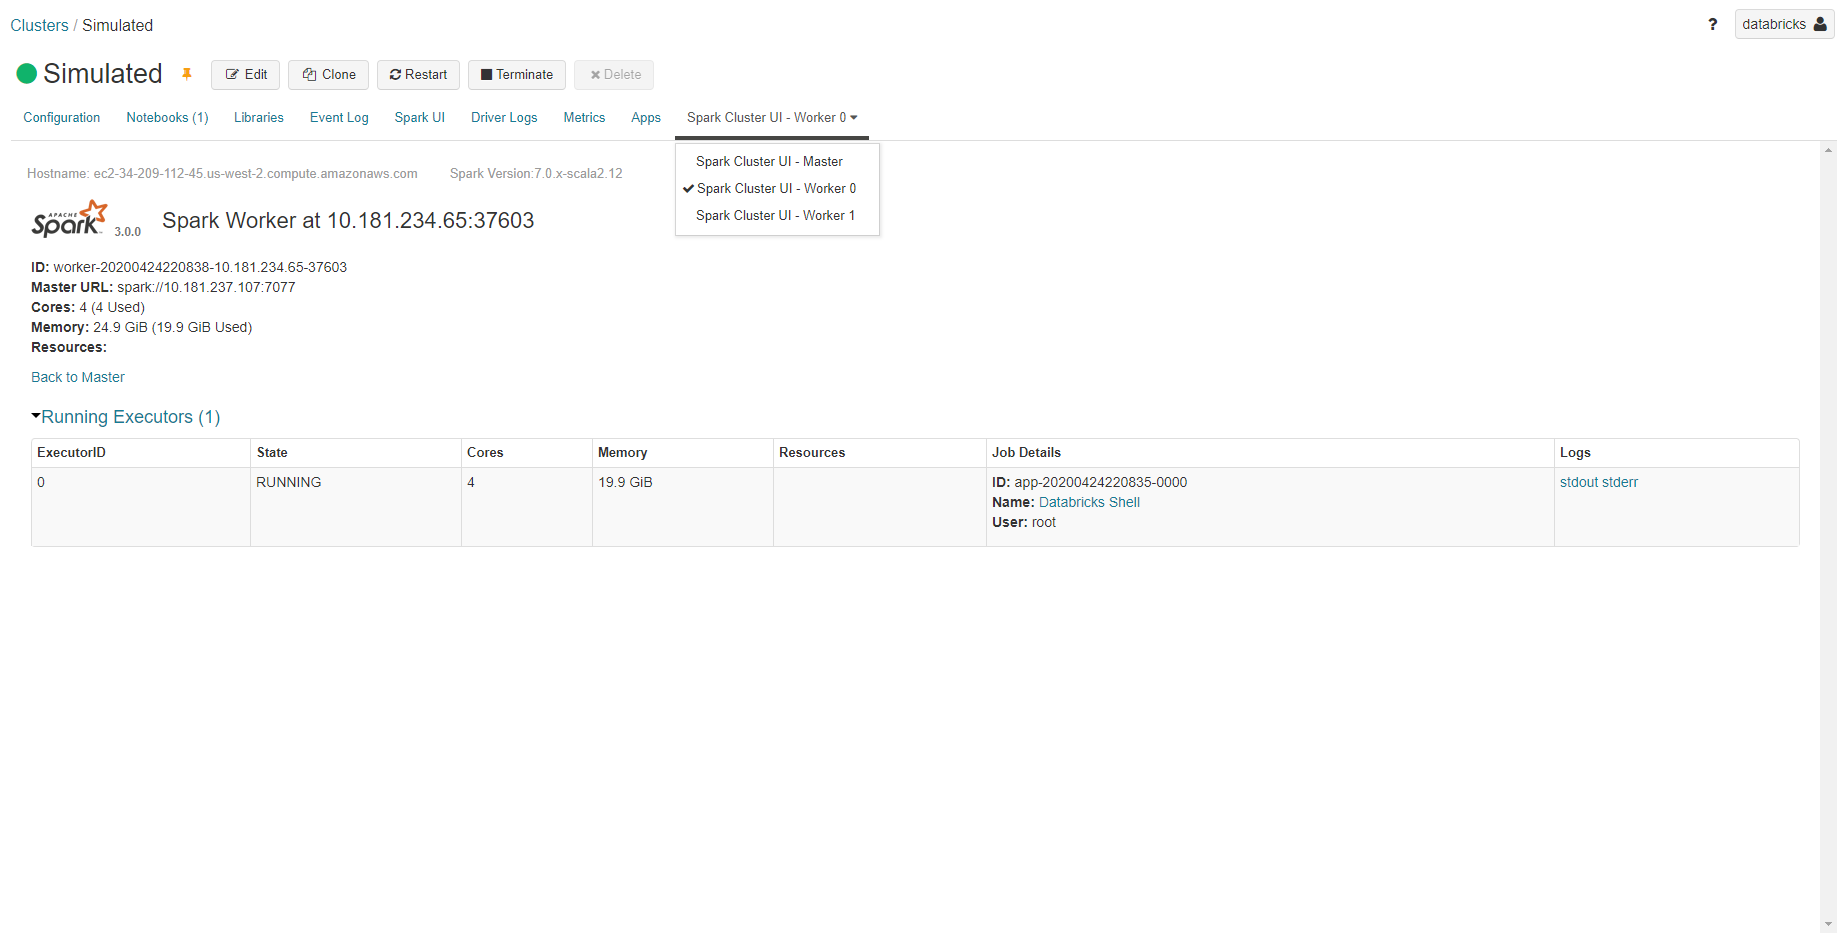 Clusters / Simulated
? databricks
Simulated Edit Clone Restart Terminate Delete
Configuration Notebooks (1) Libraries Event Log Spark UI Driver Logs Metrics Apps Spark Cluster UI - Worker 0
Spark Cluster UI - Master
Spark Cluster UI - Worker 0
Spark Cluster UI - Worker 1
Hostname: ec2-34-209-112-45.us-west-2.compute.amazonaws.com Spark Version:7.0.x-scala2.12
APACHE Spark 3.0.0 Spark Worker at 10.181.234.65:37603
ID: worker-20200424220838-10.181.234.65-37603
Master URL: spark://10.181.237.107:7077
Cores: 4 (4 Used)
Memory: 24.9 GiB (19.9 GiB Used)
Resources:
Back to Master
Running Executors (1)
ExecutorID State Cores Memory Resources Job Details Logs
0 RUNNING 4 19.9 GiB ID: app-20200424220835-0000 stdout stderr
Name: Databricks Shell
User: root